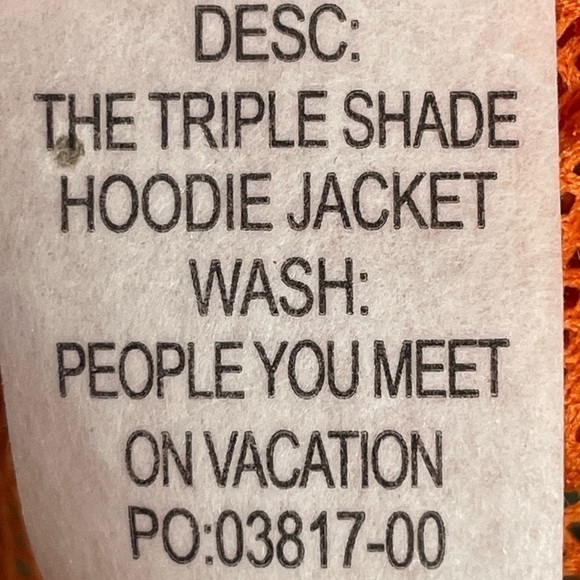 DESC:
THE TRIPLE SHADE
HOODIE JACKET
WASH:
PEOPLE YOU MEET
ON VACATION
PO:03817-00